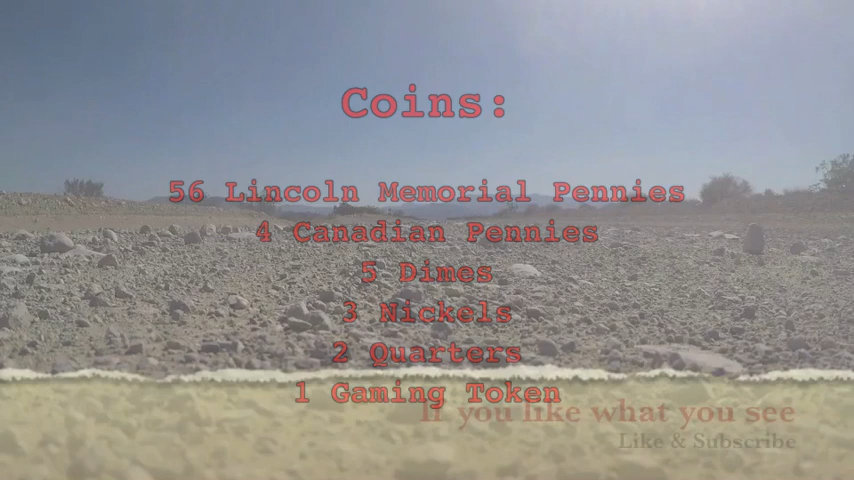 Coins:
56 Lincoln Memorial Pennies
4 Canadian Pennies
5 Dimes
3 Nickels
2 Quarters
1 Gaming Token
If you like what you see
Like & Subscribe